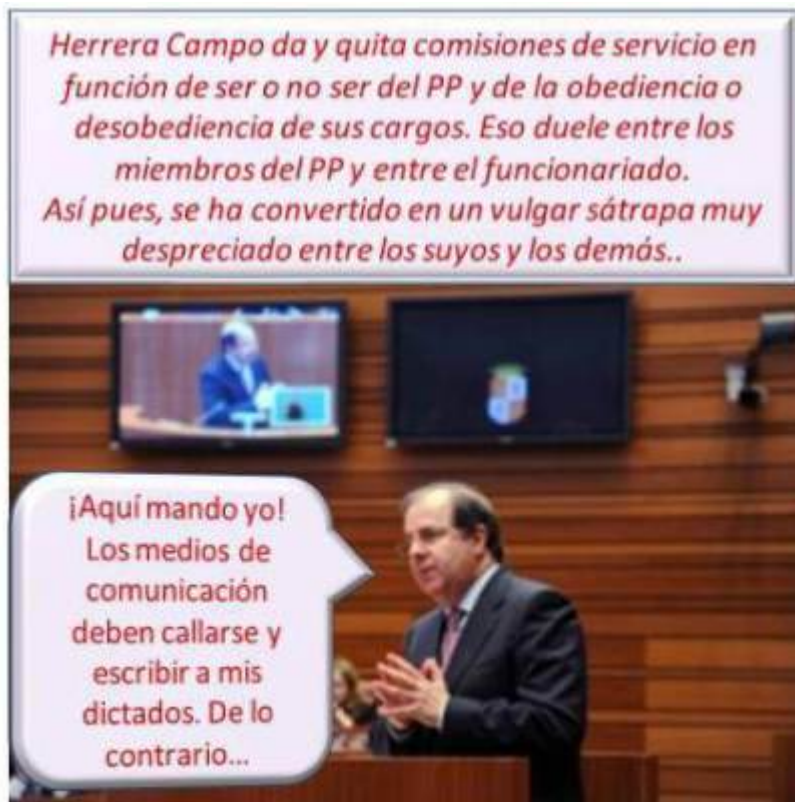 Herrera Campo da y quita comisiones de servicio en
función de ser o no ser del PP y de la obediencia o
desobediencia de sus cargos. Eso duele entre los
miembros del PP y entre el funcionariado.
Así pues, se ha convertido en un vulgar sátrapa muy
despreciado entre los suyos y los demás..
¡Aquí mando yo!
Los medios de
comunicación
deben callarse y
escribir a mis
dictados. De lo
contrario...